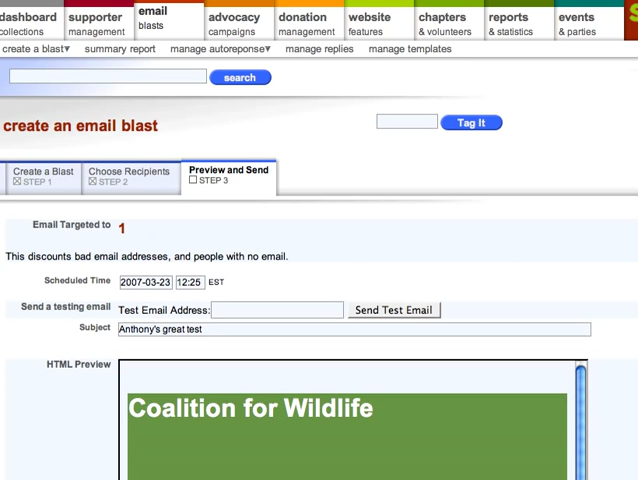 dashboard supporter email advocacy donation website chapters reports events
collections management blasts campaigns management features & volunteers & statistics & parties
create a blast▾ summary report manage autoreponse▾ manage replies manage templates
search
create an email blast Tag It
Create a Blast Choose Recipients Preview and Send
STEP 1 STEP 2 STEP 3
Email Targeted to 1
This discounts bad email addresses, and people with no email.
Scheduled Time 2007-03-23 12:25 EST
Send a testing email Test Email Address: Send Test Email
Subject Anthony's great test
HTML Preview
Coalition for Wildlife